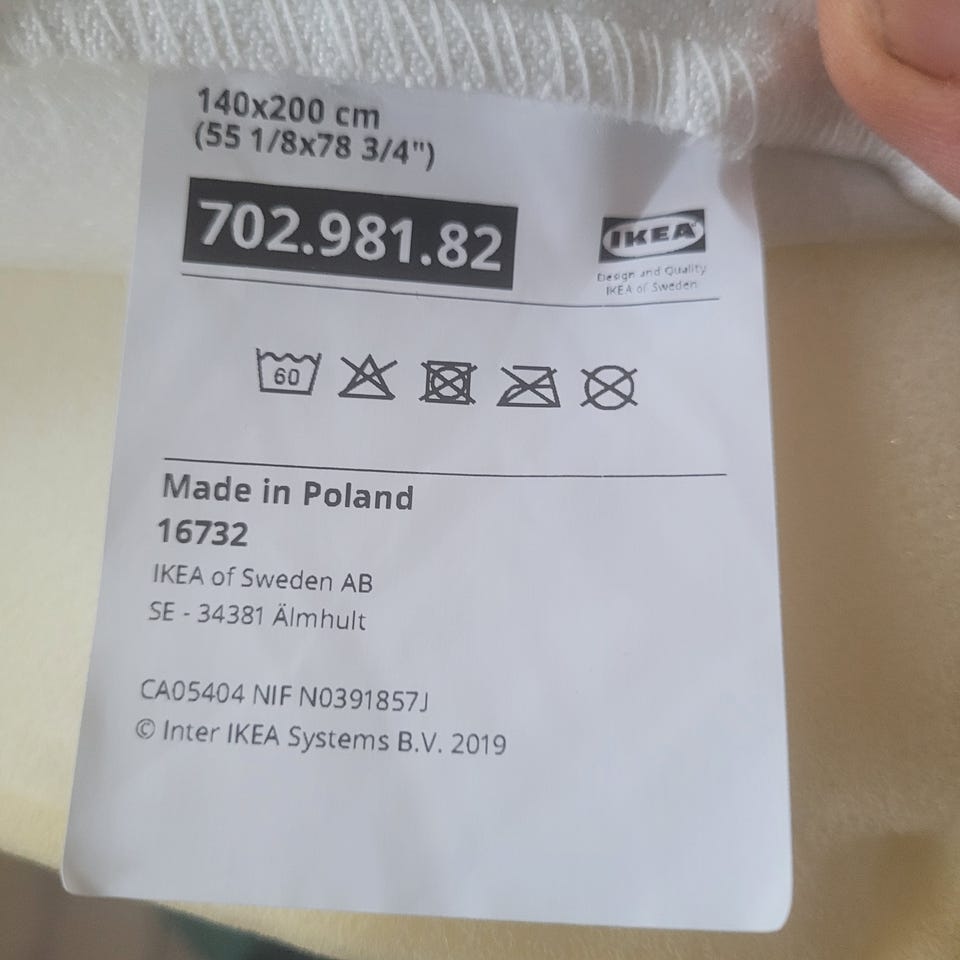 140x200 cm
(55 1/8x78 3/4")
702.981.82
IKEA
Design and Quality
IKEA of Sweden
60
Made in Poland
16732
IKEA of Sweden AB
SE - 34381 Älmhult
CA05404 NIF N0391857J
© Inter IKEA Systems B.V. 2019